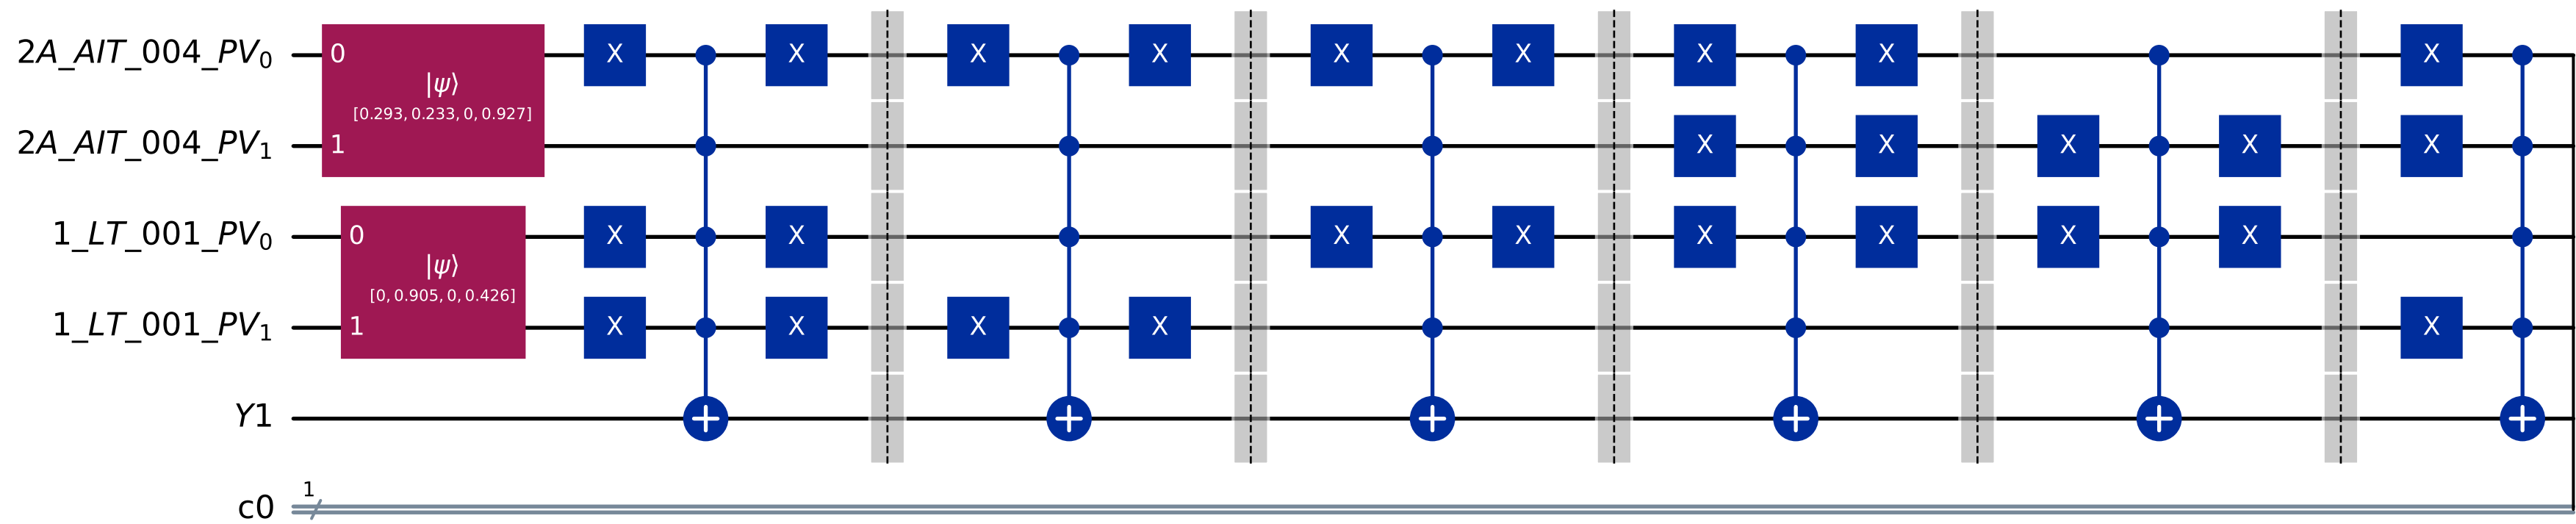 2A_AIT_004_PV0 0 X X X X X X X X X
|ψ⟩
[0.293, 0.233, 0, 0.927]
2A_AIT_004_PV1 1 X X X X X
1_LT_001_PV0 0 X X X X X X X X
|ψ⟩
[0, 0.905, 0, 0.426]
1_LT_001_PV1 1 X X X X X
Y1
1
c0